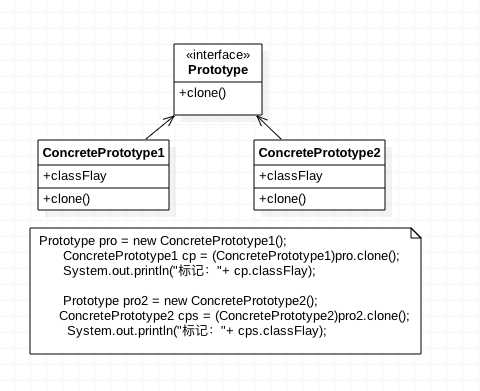 «interface»
Prototype
+clone()
ConcretePrototype1
+classFlay
+clone()
ConcretePrototype2
+classFlay
+clone()
Prototype pro = new ConcretePrototype1();
ConcretePrototype1 cp = (ConcretePrototype1)pro.clone();
System.out.println("标记："+ cp.classFlay);
Prototype pro2 = new ConcretePrototype2();
ConcretePrototype2 cps = (ConcretePrototype2)pro2.clone();
System.out.println("标记："+ cps.classFlay);